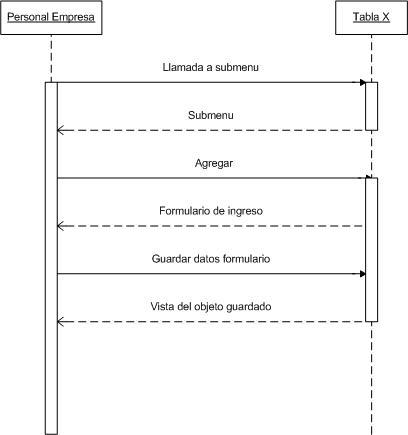 Personal Empresa
Tabla X
Llamada a submenu
Submenu
Agregar
Formulario de ingreso
Guardar datos formulario
Vista del objeto guardado